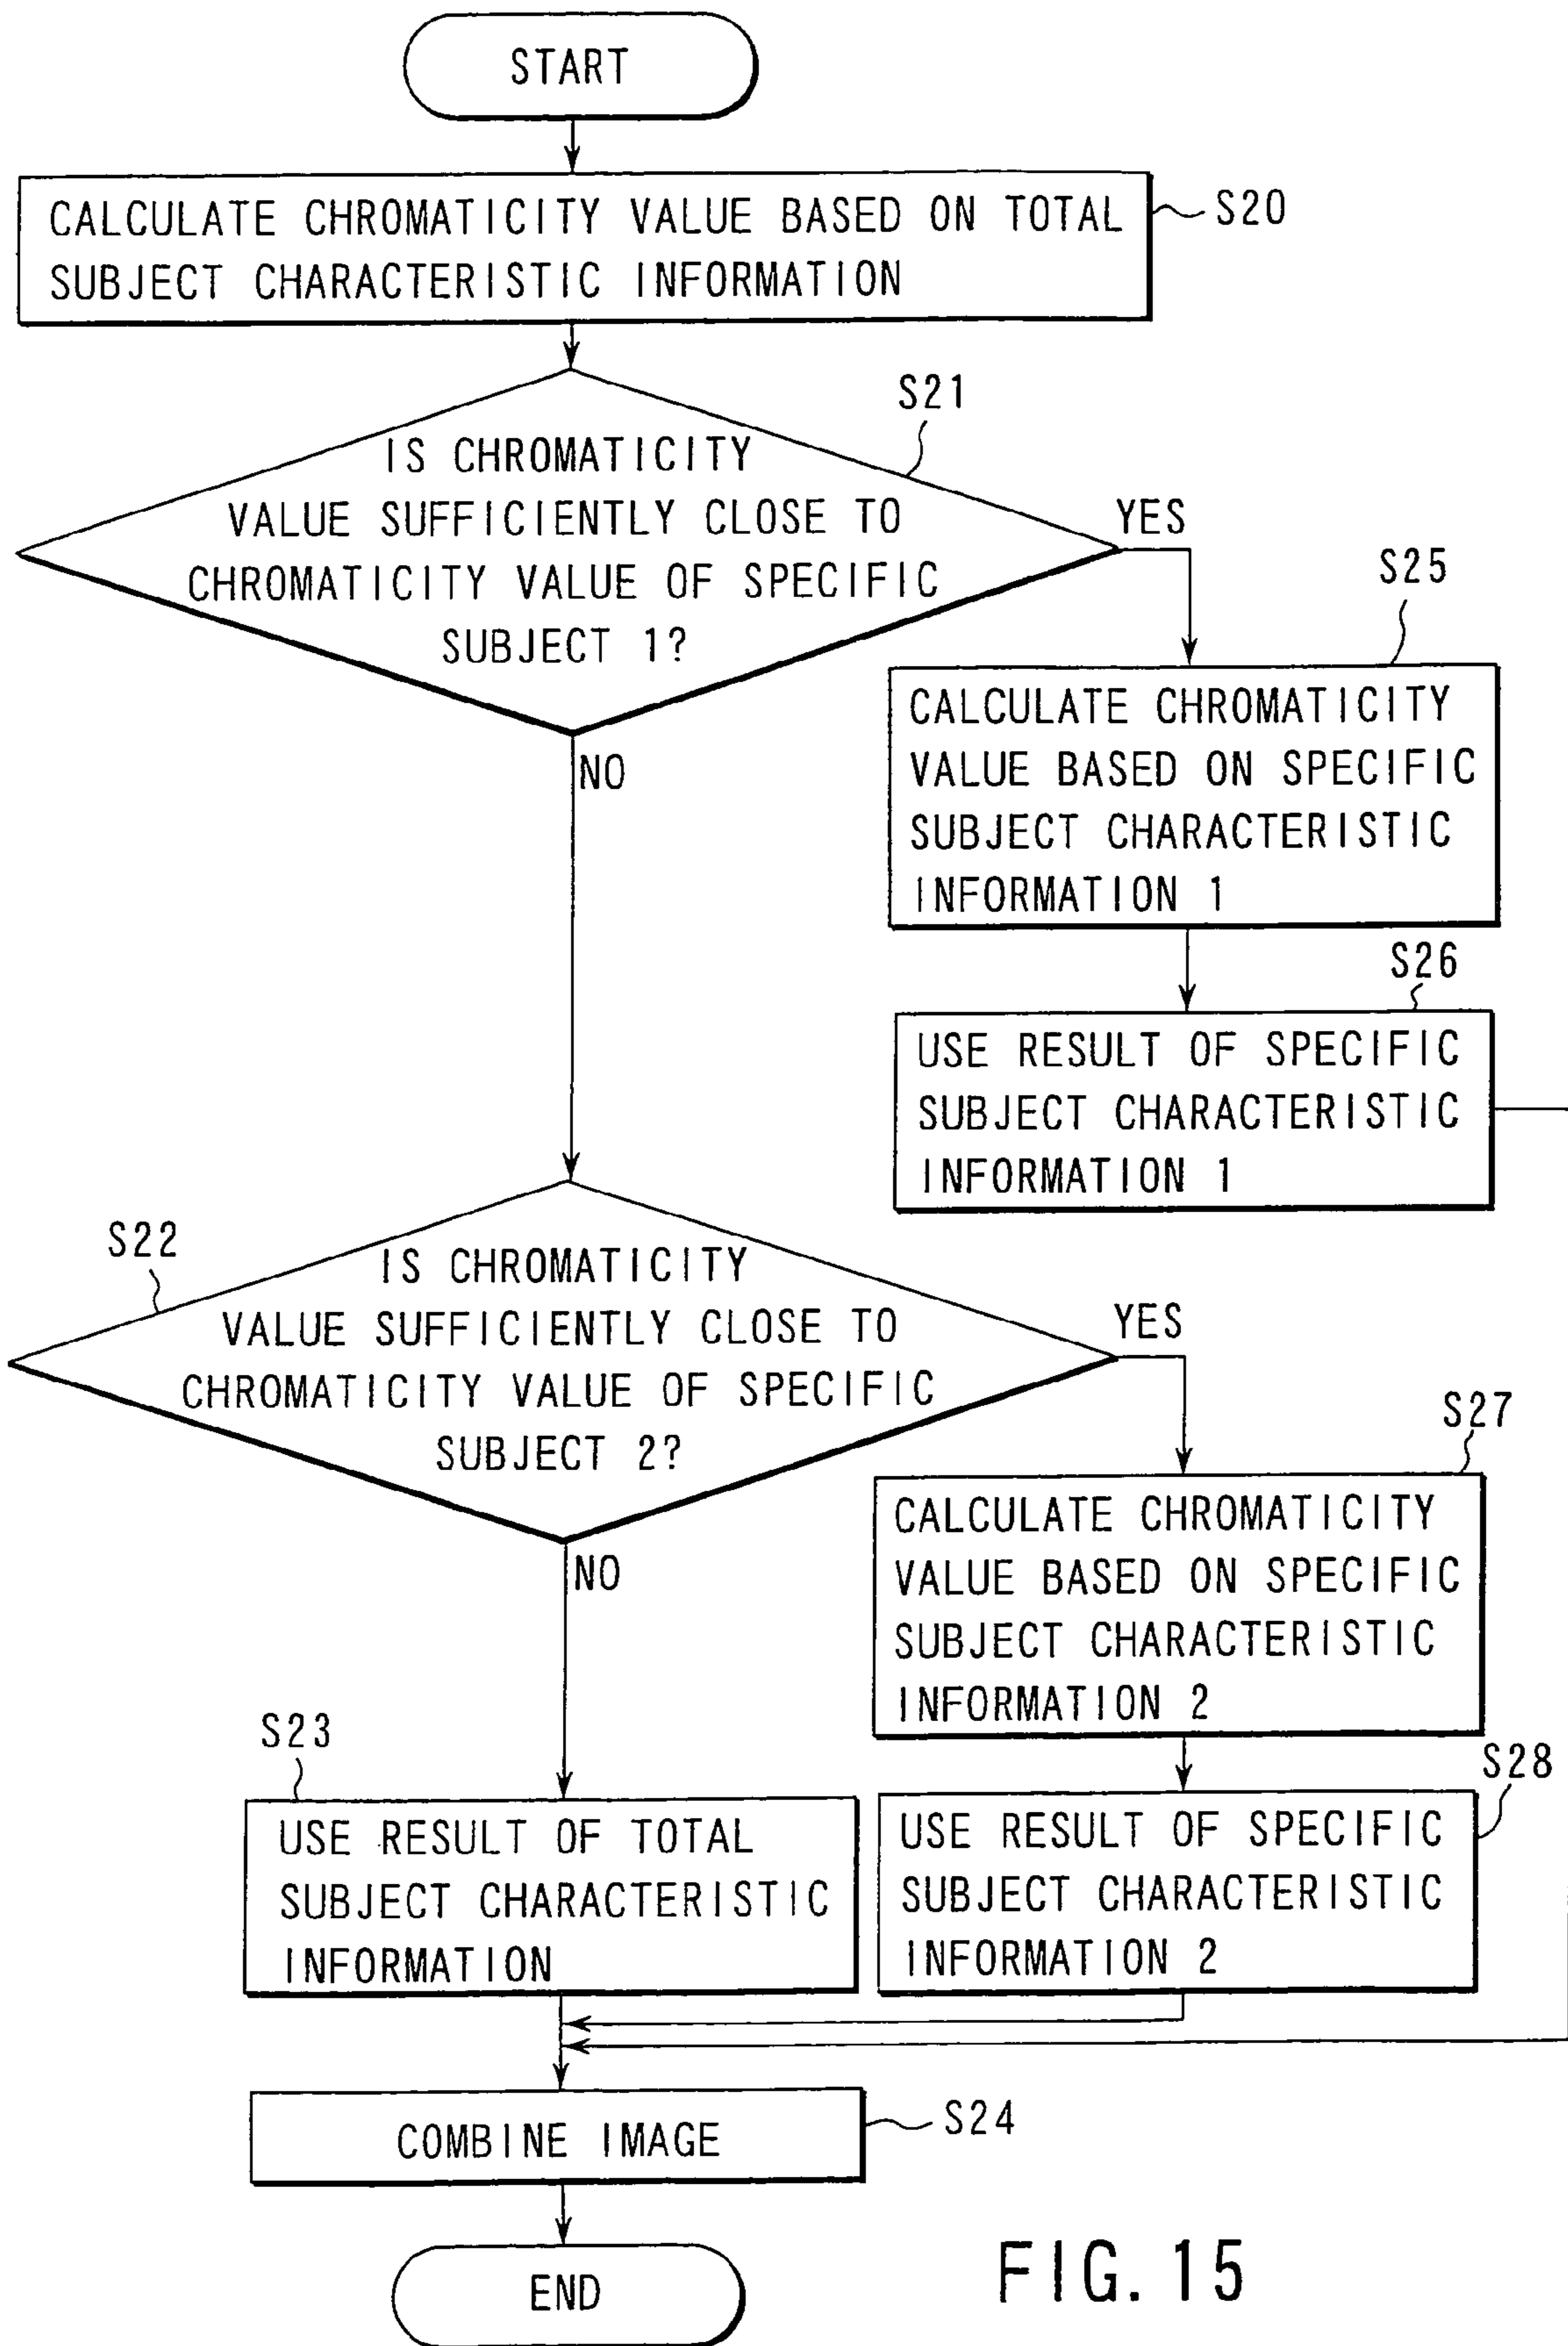 START
CALCULATE CHROMATICITY VALUE BASED ON TOTAL
SUBJECT CHARACTERISTIC INFORMATION
S20
S21
IS CHROMATICITY
VALUE SUFFICIENTLY CLOSE TO
CHROMATICITY VALUE OF SPECIFIC
SUBJECT 1?
YES
NO
S25
CALCULATE CHROMATICITY
VALUE BASED ON SPECIFIC
SUBJECT CHARACTERISTIC
INFORMATION 1
S26
USE RESULT OF SPECIFIC
SUBJECT CHARACTERISTIC
INFORMATION 1
S22
IS CHROMATICITY
VALUE SUFFICIENTLY CLOSE TO
CHROMATICITY VALUE OF SPECIFIC
SUBJECT 2?
YES
NO
S27
CALCULATE CHROMATICITY
VALUE BASED ON SPECIFIC
SUBJECT CHARACTERISTIC
INFORMATION 2
S23
USE RESULT OF TOTAL
SUBJECT CHARACTERISTIC
INFORMATION
S28
USE RESULT OF SPECIFIC
SUBJECT CHARACTERISTIC
INFORMATION 2
COMBINE IMAGE
S24
END
FIG. 15